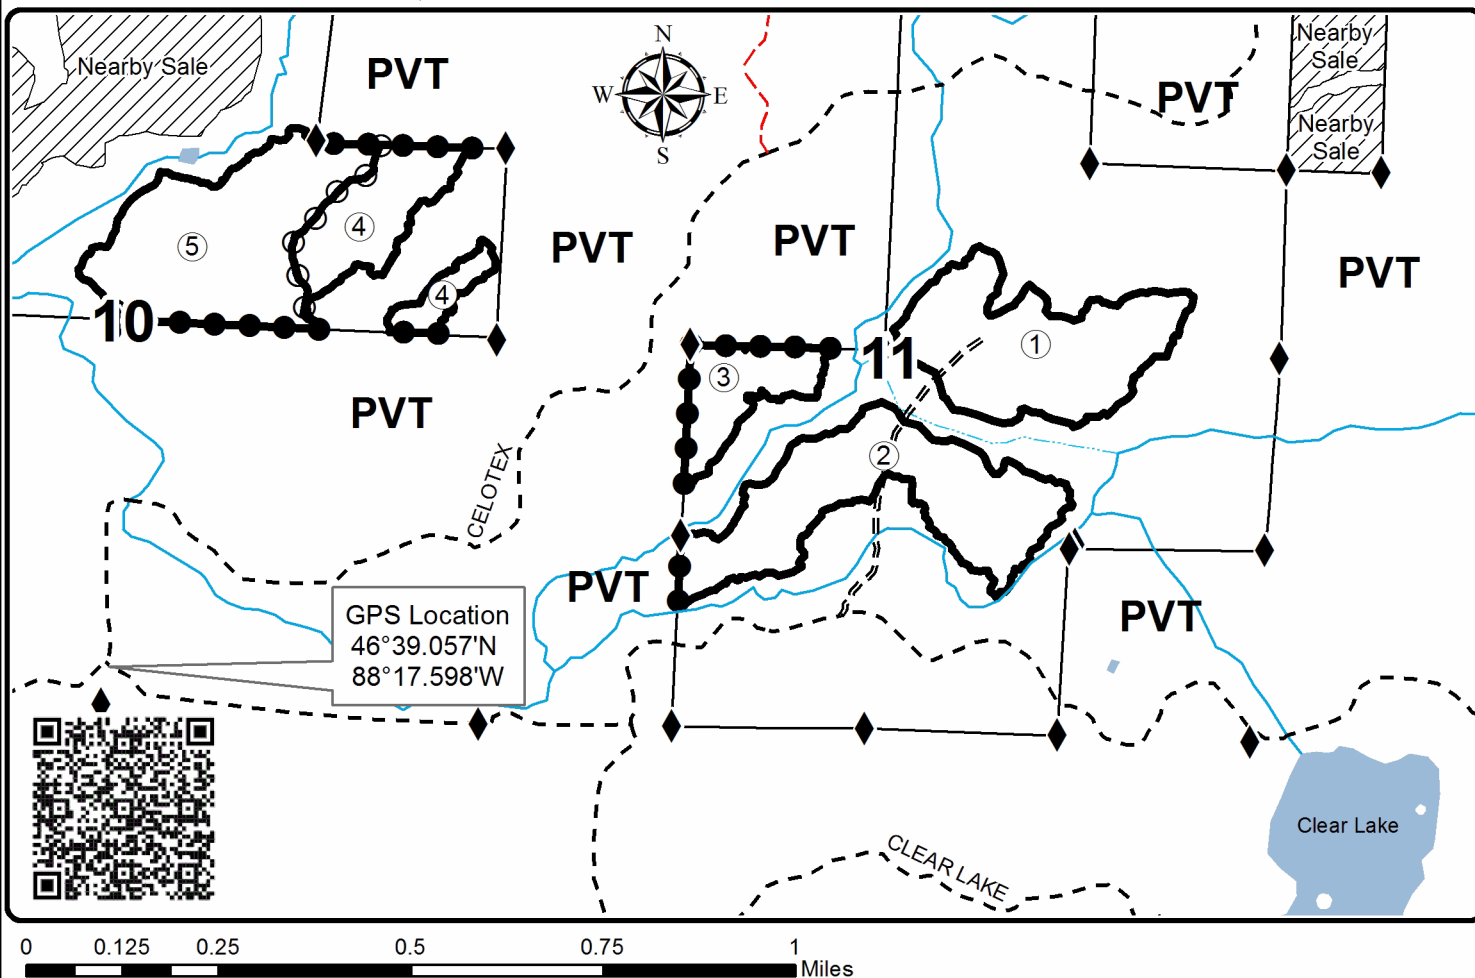 Nearby Sale
PVT
N
W
E
S
Nearby
Sale
PVT
Nearby
Sale
5
4
4
PVT
PVT
PVT
10
3
11
1
PVT
2
CELOTEX
PVT
PVT
GPS Location
46°39.057'N
88°17.598'W
Clear Lake
CLEAR LAKE
0
0.125
0.25
0.5
0.75
1
Miles